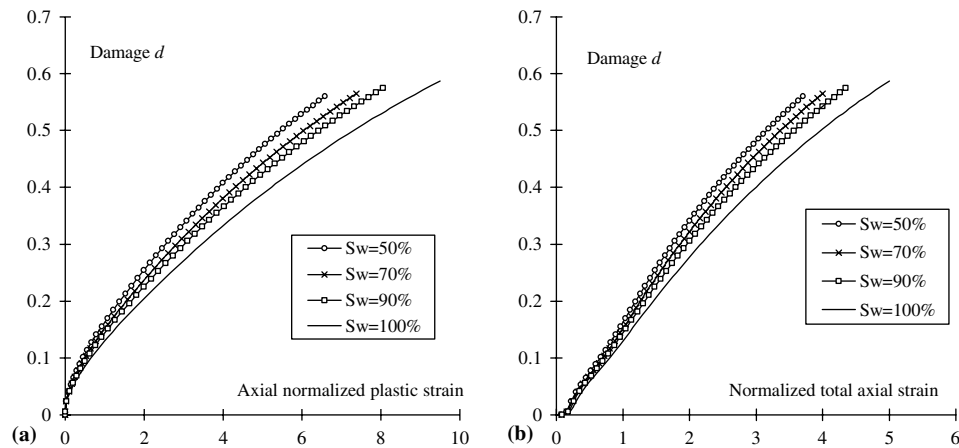 0.7
Damage d
0.6
0.5
0.4
0.3
0.2
0.1
0
Sw=50%
Sw=70%
Sw=90%
Sw=100%
Axial normalized plastic strain
(a)
0 2 4 6 8 10
0.7
Damage d
0.6
0.5
0.4
0.3
0.2
0.1
0
Sw=50%
Sw=70%
Sw=90%
Sw=100%
Normalized total axial strain
(b)
0 1 2 3 4 5 6